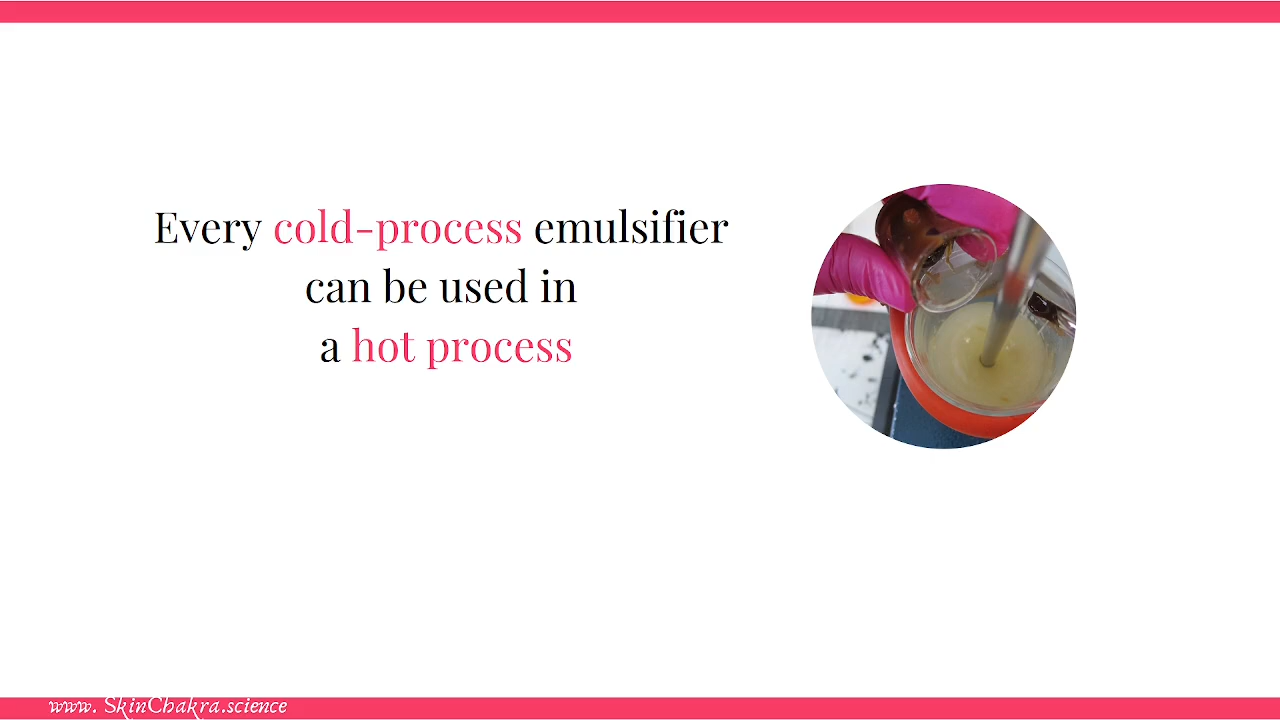 Every cold-process emulsifier
can be used in
a hot process
www. SkinChakra.science